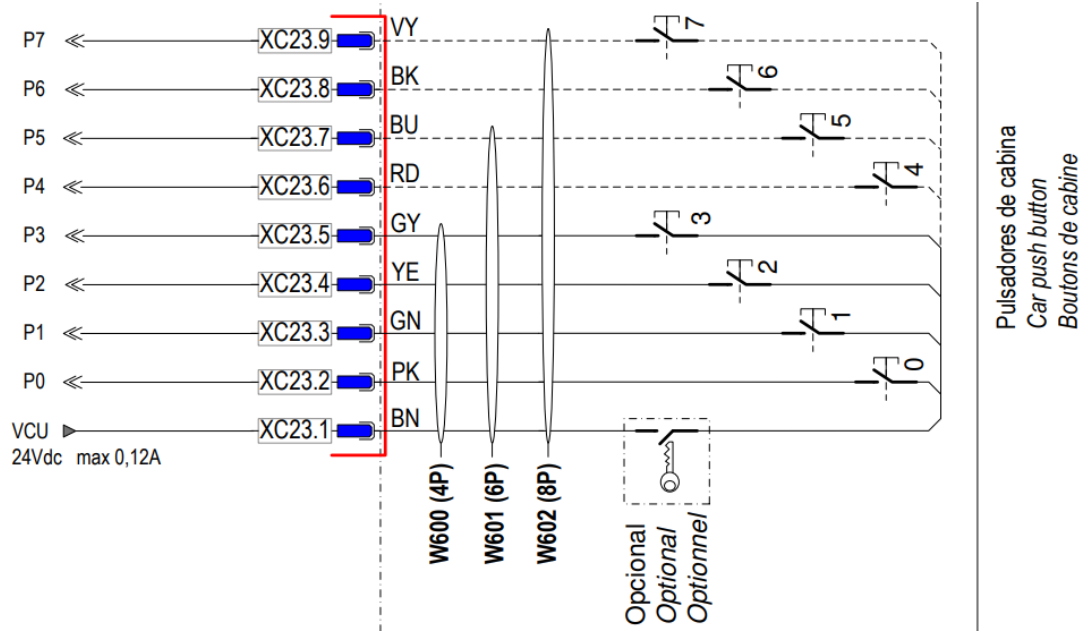 P7 XC23.9 VY 7
P6 XC23.8 BK 6
P5 XC23.7 BU 5
P4 XC23.6 RD 4
P3 XC23.5 GY 3
P2 XC23.4 YE 2
P1 XC23.3 GN 1
P0 XC23.2 PK 0
VCU XC23.1 BN
24Vdc max 0,12A
W600 (4P)
W601 (6P)
W602 (8P)
Opcional
Optional
Optionnel
Pulsadores de cabina
Car push button
Boutons de cabine